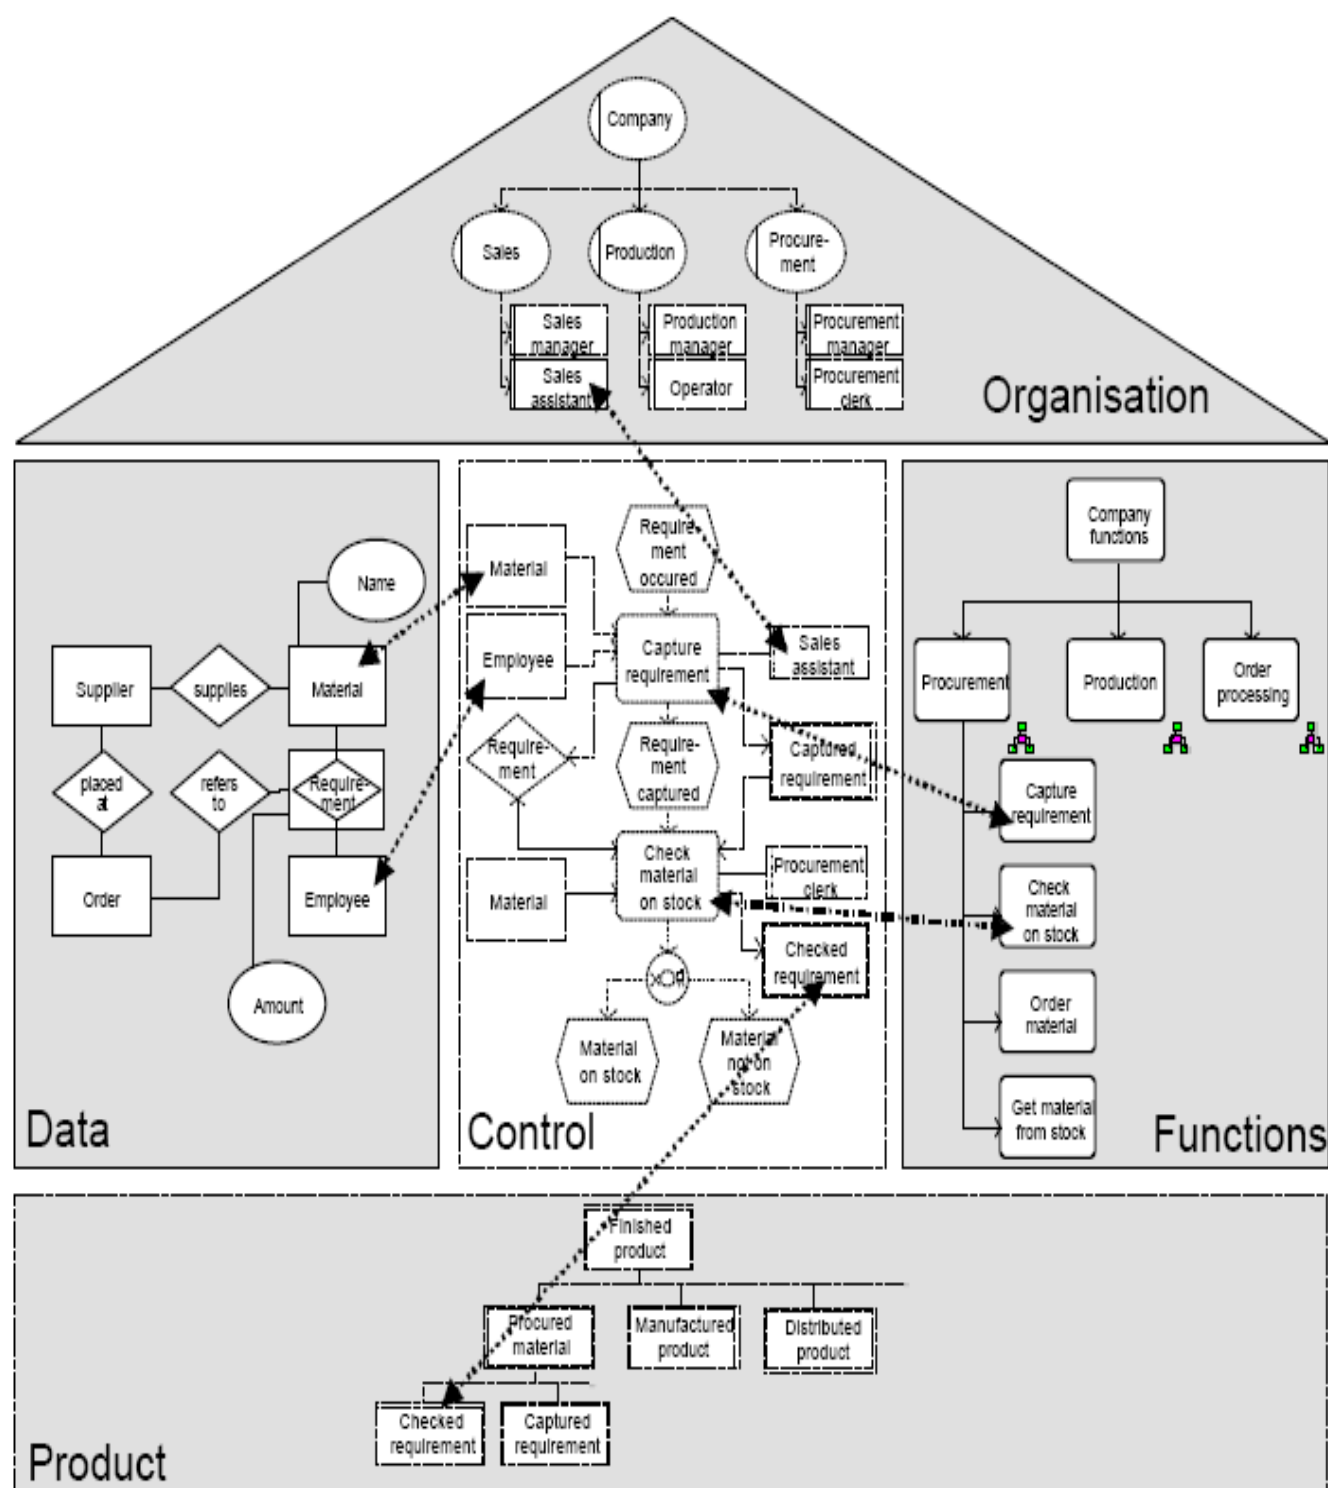 Company
Sales
Production
Procure-
ment
Sales
manager
Sales
assistant
Production
manager
Operator
Procurement
manager
Procurement
clerk
Organisation
Name
Supplier
supplies
Material
placed
at
refers
to
Require-
ment
Order
Employee
Amount
Data
Material
Require-
ment
occured
Employee
Capture
requirement
Sales
assistant
Require-
ment
Require-
ment
captured
Captured
requirement
Material
Check
material
on stock
Procurement
clerk
Checked
requirement
Material
on stock
Material
not on
stock
Control
Company
functions
Procurement
Production
Order
processing
Capture
requirement
Check
material
on stock
Order
material
Get material
from stock
Functions
Finished
product
Procured
material
Manufactured
product
Distributed
product
Checked
requirement
Captured
requirement
Product